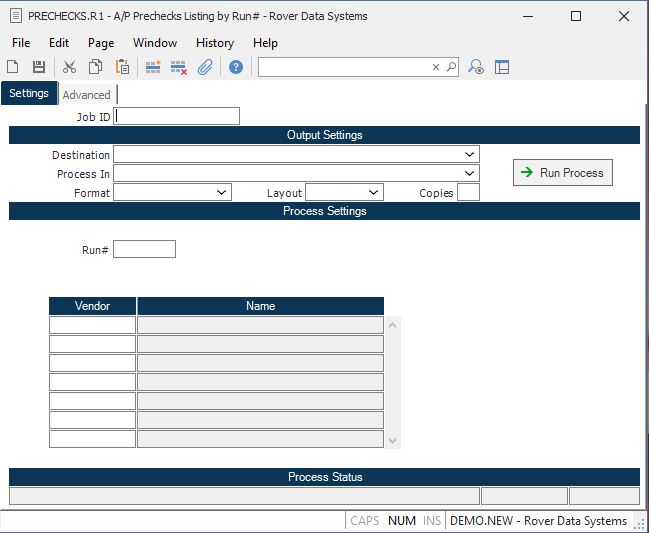 PRECHECKS.R1 - A/P Prechecks Listing by Run# - Rover Data Systems
File Edit Page Window History Help
Settings Advanced
Job ID
Output Settings
Destination
Process In
Run Process
Format Layout Copies
Process Settings
Run#
Vendor Name
Process Status
CAPS NUM INS DEMO.NEW - Rover Data Systems